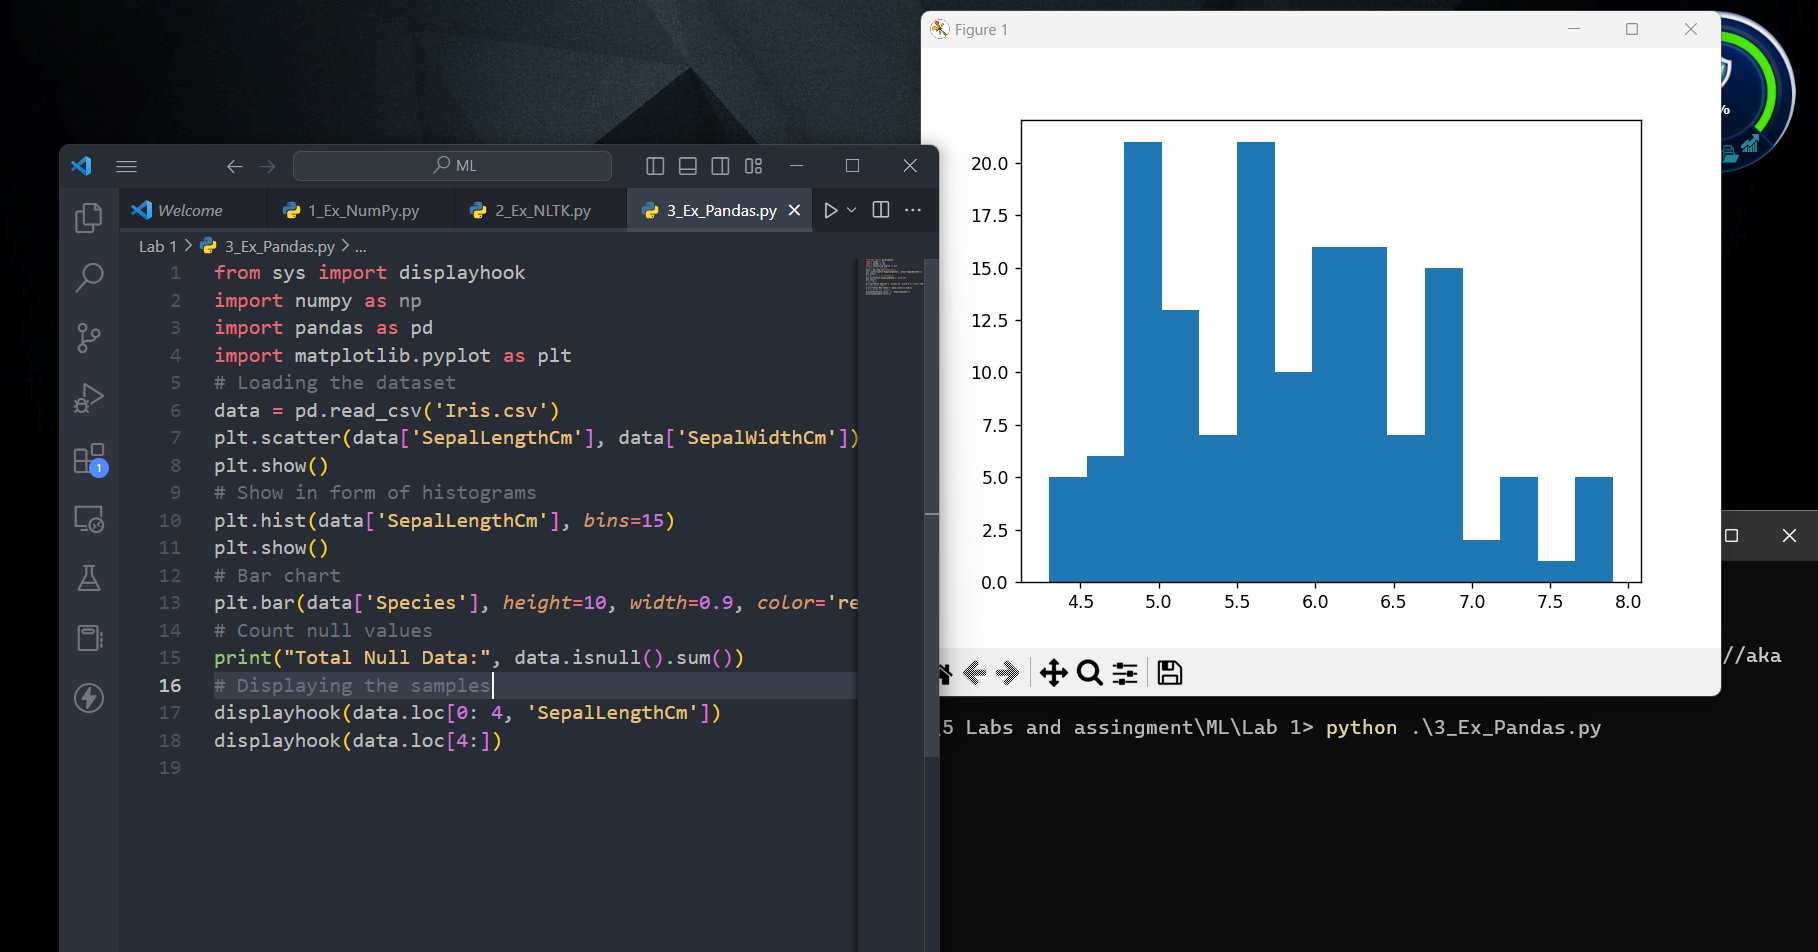 Figure 1
%
ML
Welcome
1_Ex_NumPy.py
2_Ex_NLTK.py
3_Ex_Pandas.py
Lab 1 > 3_Ex_Pandas.py > ...
1 from sys import displayhook
2 import numpy as np
3 import pandas as pd
4 import matplotlib.pyplot as plt
5 # Loading the dataset
6 data = pd.read_csv('Iris.csv')
7 plt.scatter(data['SepalLengthCm'], data['SepalWidthCm'])
8 plt.show()
9 # Show in form of histograms
10 plt.hist(data['SepalLengthCm'], bins=15)
11 plt.show()
12 # Bar chart
13 plt.bar(data['Species'], height=10, width=0.9, color='re
14 # Count null values
15 print("Total Null Data:", data.isnull().sum())
16 # Displaying the samples
17 displayhook(data.loc[0: 4, 'SepalLengthCm'])
18 displayhook(data.loc[4:])
19
1
20.0
17.5
15.0
12.5
10.0
7.5
5.0
2.5
0.0
4.5 5.0 5.5 6.0 6.5 7.0 7.5 8.0
//aka
\5 Labs and assingment\ML\Lab 1> python .\3_Ex_Pandas.py